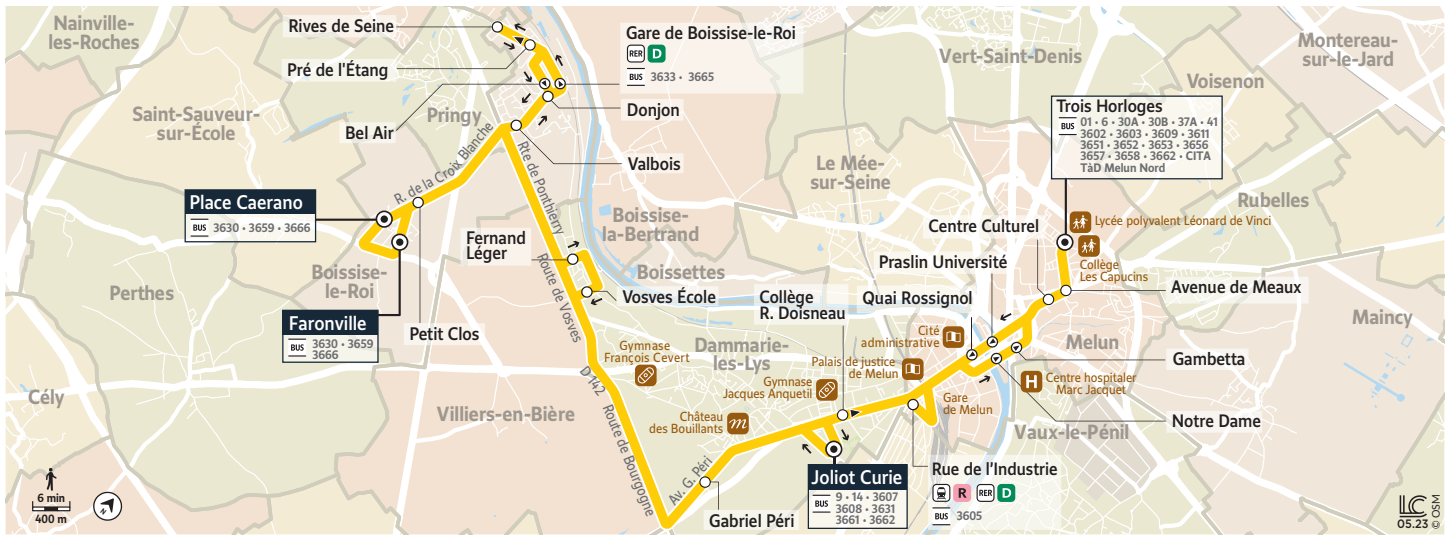 Nainville-
les-Roches
Rives de Seine
Gare de Boissise-le-Roi
RER D
BUS 3633 · 3665
Pré de l'Étang
Donjon
Bel Air
Valbois
Pringy
Saint-Sauveur-
sur-École
R. de la Croix Blanche
Rte de Ponthierry
Place Caerano
BUS 3630 · 3659 · 3666
Boissise-
le-Roi
Perthes
Faronville
BUS 3630 · 3659
3666
Petit Clos
Cély
Villiers-en-Bière
Fernand
Léger
Route de Vosves
Vosves École
Boissise-
la-Bertrand
Boissettes
D 142
Route de Bourgogne
Gymnase
François Cevert
Dammarie-
les-Lys
Château
des Bouillants
m
Gymnase
Jacques Anquetil
Collège
R. Doisneau
Av. G. Péri
Gabriel Péri
Joliot Curie
BUS 9 · 14 · 3607
3608 · 3631
3661 · 3662
Le Mée-
sur-Seine
Vert-Saint-Denis
Voisenon
Montereau-
sur-le-Jard
Trois Horloges
BUS 01 · 6 · 30A · 30B · 37A · 41
3602 · 3603 · 3609 · 3611
3651 · 3652 · 3653 · 3656
3657 · 3658 · 3662 · CITA
TàD Melun Nord
Rubelles
Lycée polyvalent Léonard de Vinci
Collège
Les Capucins
Centre Culturel
Praslin Université
Quai Rossignol
Avenue de Meaux
Cité
administrative
Palais de justice
de Melun
Melun
Maincy
Gambetta
H
Centre hospitaler
Marc Jacquet
Gare
de Melun
Notre Dame
Vaux-le-Pénil
Rue de l'Industrie
R RER D
BUS 3605
6 min
400 m
LC
05.23
© OSM